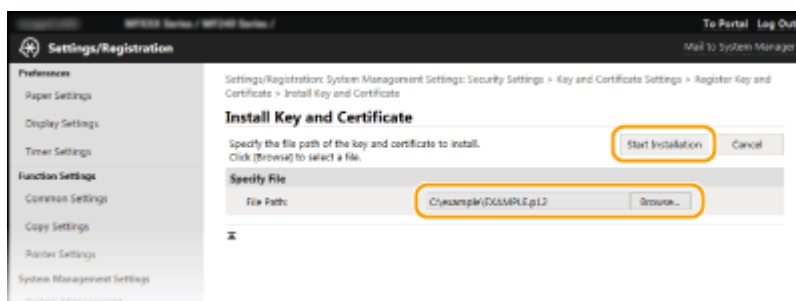 To Portal Log Out
Settings/Registration
Mail to System Manager
Preferences
Paper Settings
Display Settings
Timer Settings
Function Settings
Common Settings
Copy Settings
Printer Settings
System Management Settings
Settings/Registration: System Management Settings: Security Settings > Key and Certificate Settings > Register Key and
Certificate > Install Key and Certificate
Install Key and Certificate
Specify the file path of the key and certificate to install.
Click [Browse] to select a file.
Start Installation Cancel
Specify File
File Path: C:\example\EXAMPLE.p12 Browse...